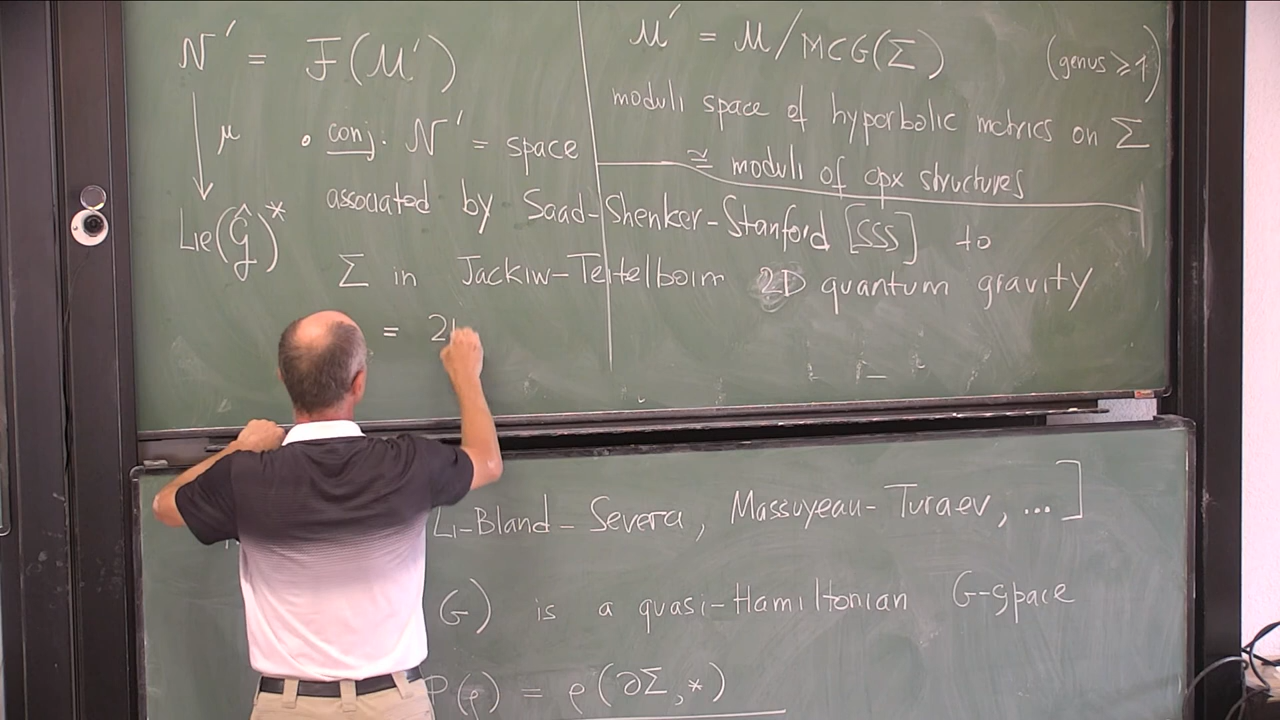 𝒩′ = F(ℳ′)
μ
Lie(Ĝ)*
• conj. 𝒩′ = space
associated by Saad-Shenker-Stanford [SSS] to
Σ in Jackiw-Teitelboim 2D quantum gravity
= 2
ℳ′ = ℳ/MCG(Σ) (genus ≥ 1)
moduli space of hyperbolic metrics on Σ
≅ moduli of cpx structures
Li-Bland-Severa, Massuyeau-Turaev, ...]
G) is a quasi-Hamiltonian G-space
P(ρ) = ρ(∂Σ,*)